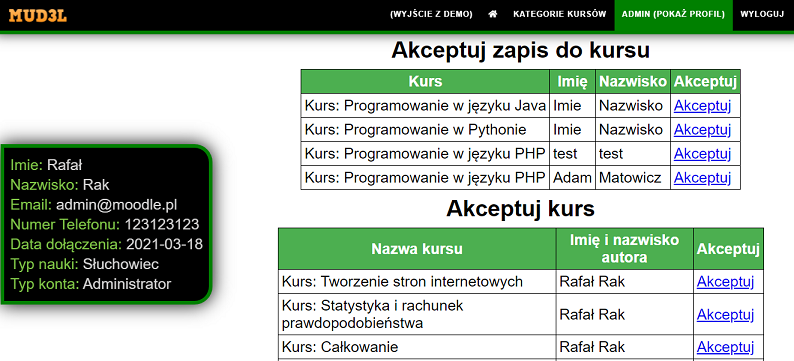 MUD3L
(WYJŚCIE Z DEMO) KATEGORIE KURSÓW ADMIN (POKAŻ PROFIL) WYLOGUJ
Imie: Rafał
Nazwisko: Rak
Email: admin@moodle.pl
Numer Telefonu: 123123123
Data dołączenia: 2021-03-18
Typ nauki: Słuchowiec
Typ konta: Administrator
Akceptuj zapis do kursu
Kurs Imię Nazwisko Akceptuj
Kurs: Programowanie w języku Java Imie Nazwisko Akceptuj
Kurs: Programowanie w Pythonie Imie Nazwisko Akceptuj
Kurs: Programowanie w języku PHP test test Akceptuj
Kurs: Programowanie w języku PHP Adam Matowicz Akceptuj
Akceptuj kurs
Nazwa kursu Imię i nazwisko autora Akceptuj
Kurs: Tworzenie stron internetowych Rafał Rak Akceptuj
Kurs: Statystyka i rachunek
prawdopodobieństwa Rafał Rak Akceptuj
Kurs: Całkowanie Rafał Rak Akceptuj